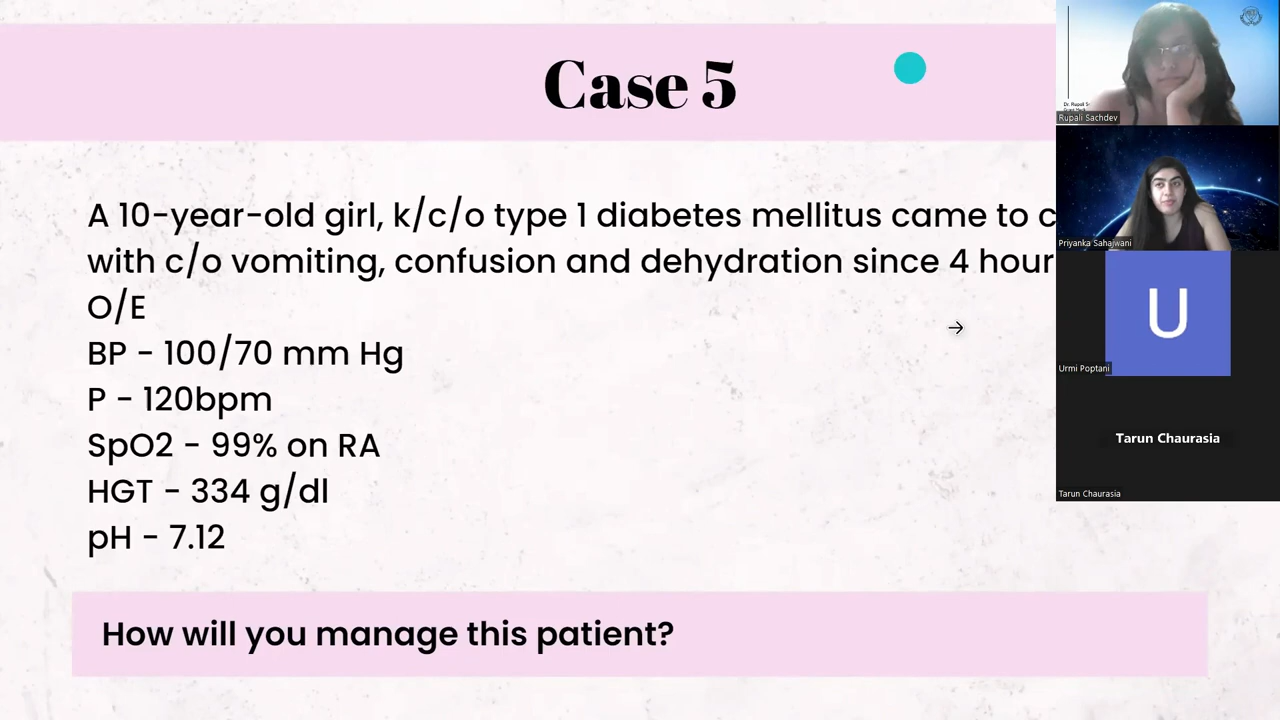 Case 5
A 10-year-old girl, k/c/o type 1 diabetes mellitus came to c
with c/o vomiting, confusion and dehydration since 4 hour
O/E
BP - 100/70 mm Hg
P - 120bpm
SpO2 - 99% on RA
HGT - 334 g/dl
pH - 7.12
How will you manage this patient?
Dr. Rupali S
Rupali Sachdev
Priyanka Sahajwani
U
Urmi Poptani
Tarun Chaurasia
Tarun Chaurasia